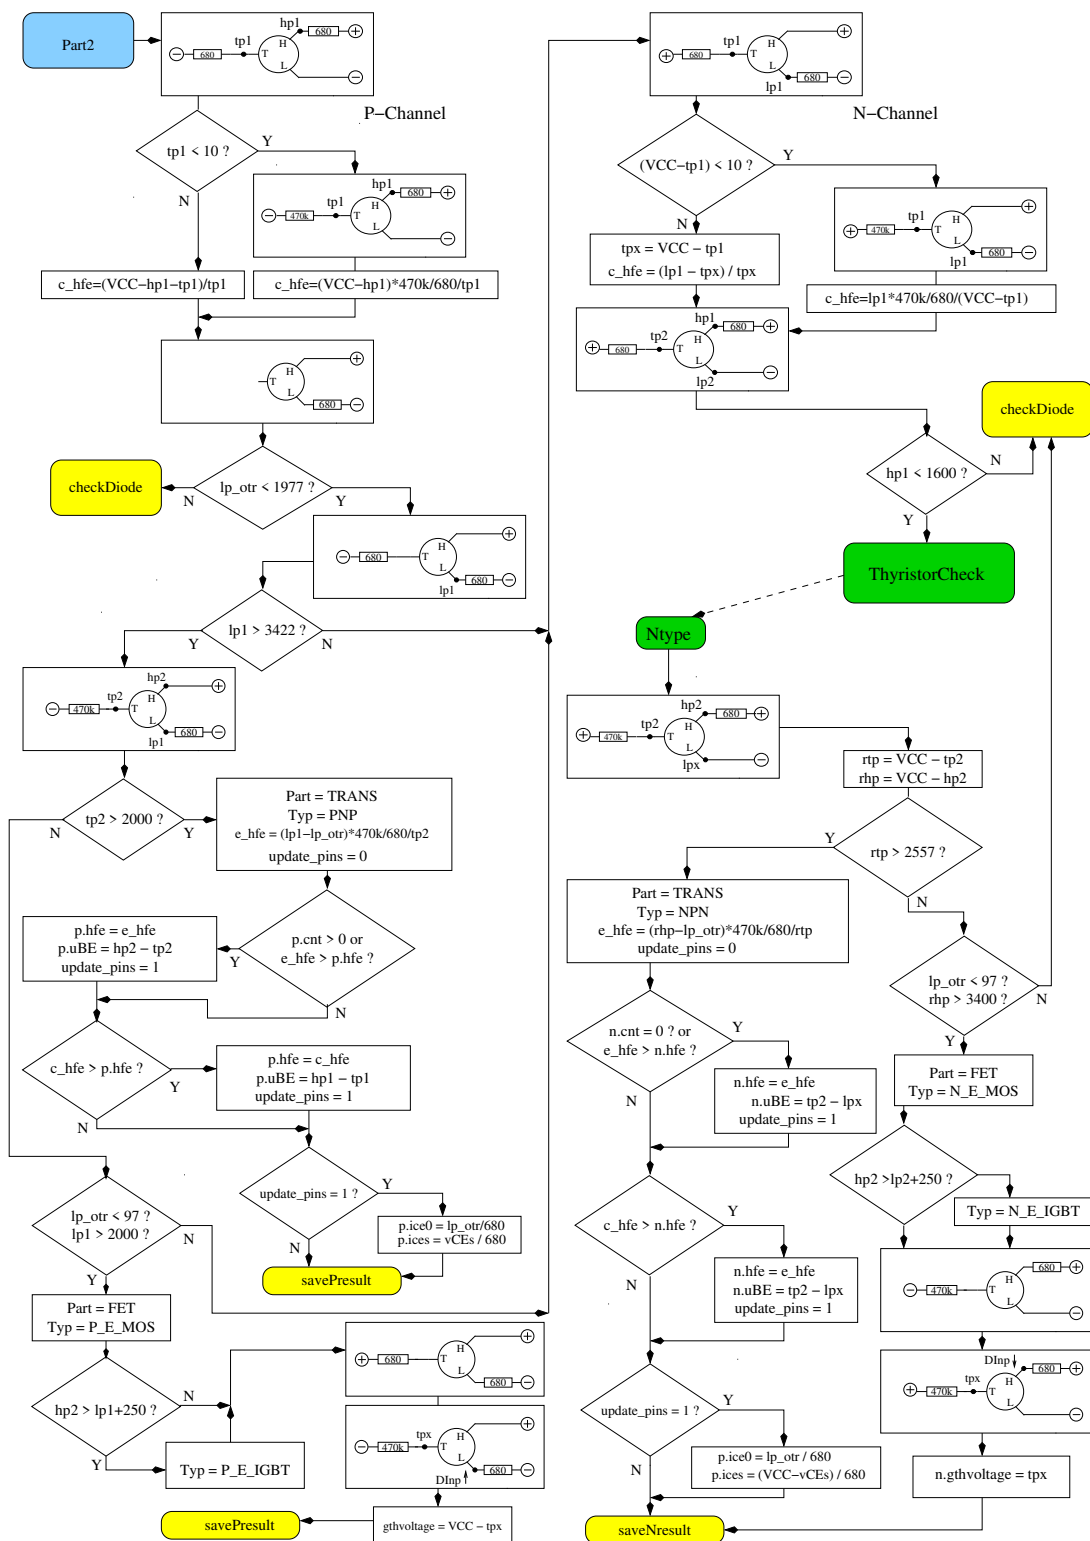 Part2
hp1
680
tp1
680
T
H
L
P−Channel
tp1 < 10 ?
Y
N
hp1
680
tp1
470k
T
H
L
c_hfe=(VCC−hp1−tp1)/tp1
c_hfe=(VCC−hp1)*470k/680/tp1
T
H
L
680
lp_otr < 1977 ?
N
Y
checkDiode
680
T
H
L
lp1
680
lp1 > 3422 ?
Y
N
hp2
tp2
470k
T
H
L
lp1
680
tp2 > 2000 ?
N
Y
Part = TRANS
Typ = PNP
e_hfe = (lp1−lp_otr)*470k/680/tp2
update_pins = 0
p.cnt > 0 or
e_hfe > p.hfe ?
Y
N
p.hfe = e_hfe
p.uBE = hp2 − tp2
update_pins = 1
c_hfe > p.hfe ?
Y
N
p.hfe = c_hfe
p.uBE = hp1 − tp1
update_pins = 1
update_pins = 1 ?
Y
N
p.ice0 = lp_otr/680
p.ices = vCEs / 680
savePresult
lp_otr < 97 ?
lp1 > 2000 ?
N
Y
Part = FET
Typ = P_E_MOS
hp2 > lp1+250 ?
N
Y
Typ = P_E_IGBT
680
T
H
L
680
tpx
470k
T
H
L
680
DInp
gthvoltage = VCC − tpx
savePresult
tp1
680
T
H
L
lp1
680
N−Channel
(VCC−tp1) < 10 ?
Y
N
tp1
470k
T
H
L
lp1
680
tpx = VCC − tp1
c_hfe = (lp1 − tpx) / tpx
c_hfe=lp1*470k/680/(VCC−tp1)
hp1
680
tp2
680
T
H
L
lp2
hp1 < 1600 ?
N
Y
checkDiode
ThyristorCheck
Ntype
hp2
680
tp2
470k
T
H
L
lpx
rtp = VCC − tp2
rhp = VCC − hp2
rtp > 2557 ?
Y
N
Part = TRANS
Typ = NPN
e_hfe = (rhp−lp_otr)*470k/680/rtp
update_pins = 0
lp_otr < 97 ?
rhp > 3400 ?
N
Y
n.cnt = 0 ? or
e_hfe > n.hfe ?
Y
N
n.hfe = e_hfe
n.uBE = tp2 − lpx
update_pins = 1
Part = FET
Typ = N_E_MOS
hp2 >lp2+250 ?
Typ = N_E_IGBT
c_hfe > n.hfe ?
Y
N
n.hfe = e_hfe
n.uBE = tp2 − lpx
update_pins = 1
680
470k
T
H
L
DInp
680
tpx
470k
T
H
L
update_pins = 1 ?
Y
N
p.ice0 = lp_otr / 680
p.ices = (VCC−vCEs) / 680
n.gthvoltage = tpx
saveNresult